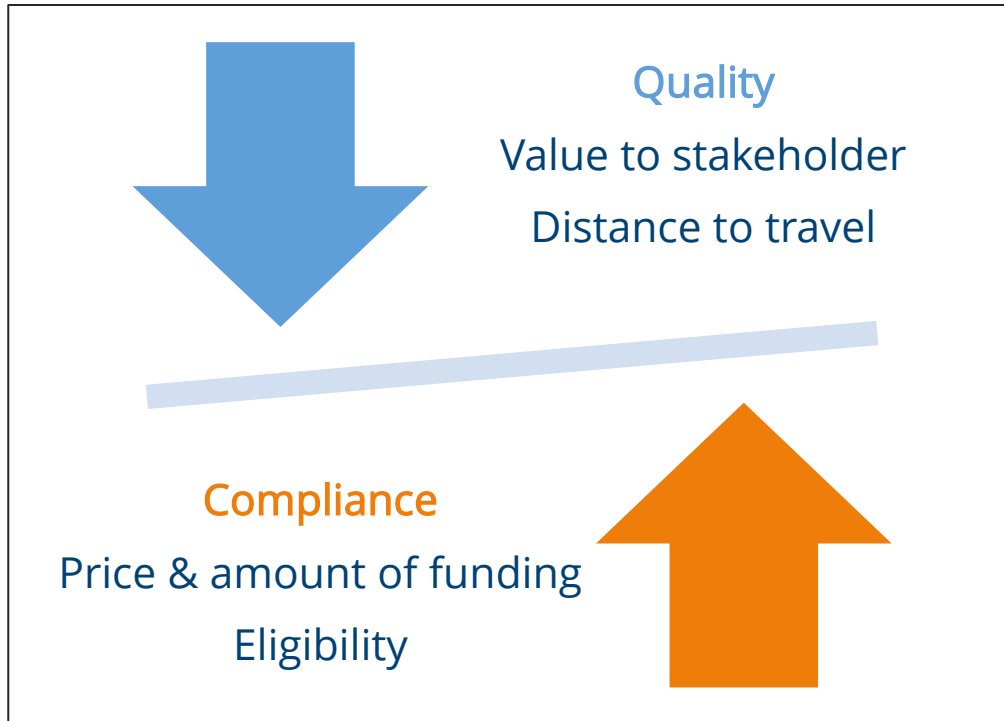 Quality
Value to stakeholder
Distance to travel
Compliance
Price & amount of funding
Eligibility